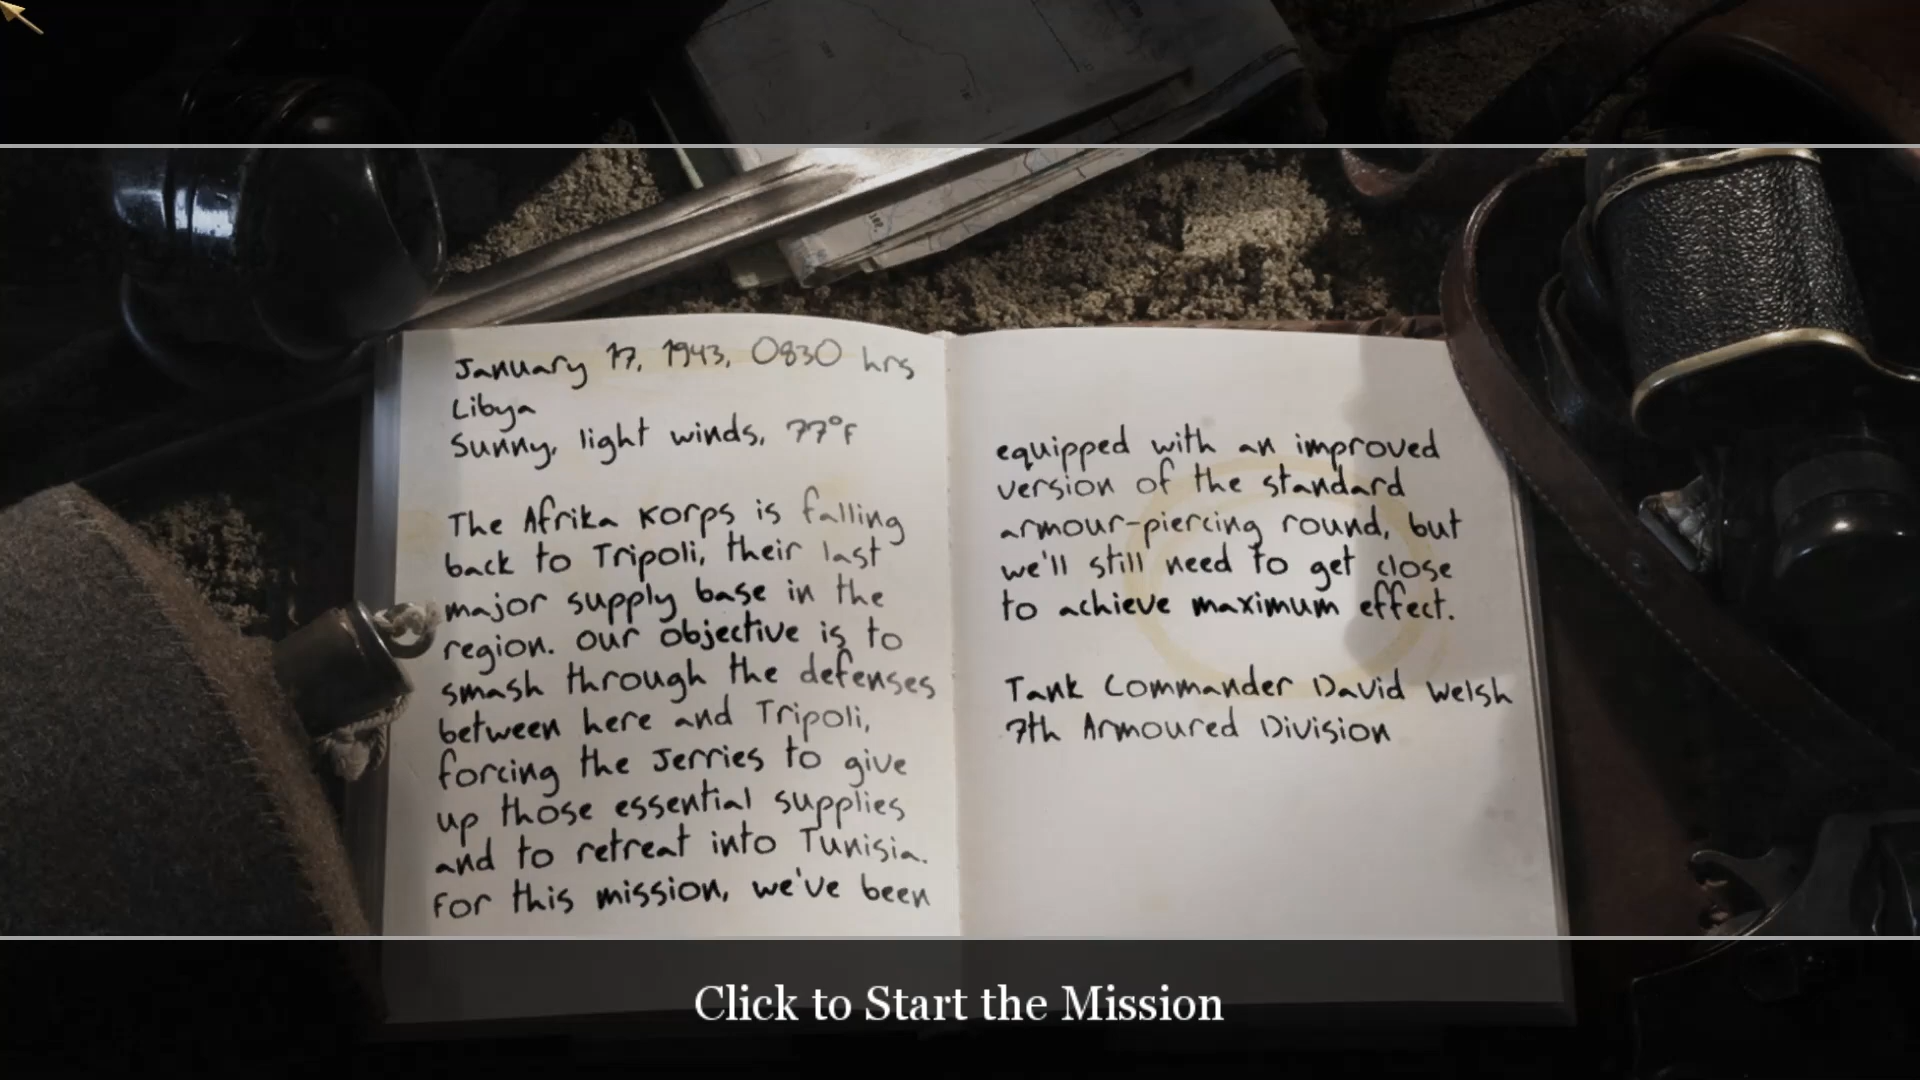 January 17, 1943, 0830 hrs
Libya
Sunny, light winds, 77°F
The Afrika Korps is falling
back to Tripoli, their last
major supply base in the
region. Our objective is to
smash through the defenses
between here and Tripoli,
forcing the Jerries to give
up those essential supplies
and to retreat into Tunisia.
For this mission, we've been
equipped with an improved
version of the standard
armour-piercing round, but
we'll still need to get close
to achieve maximum effect.
Tank Commander David Welsh
7th Armoured Division
Click to Start the Mission